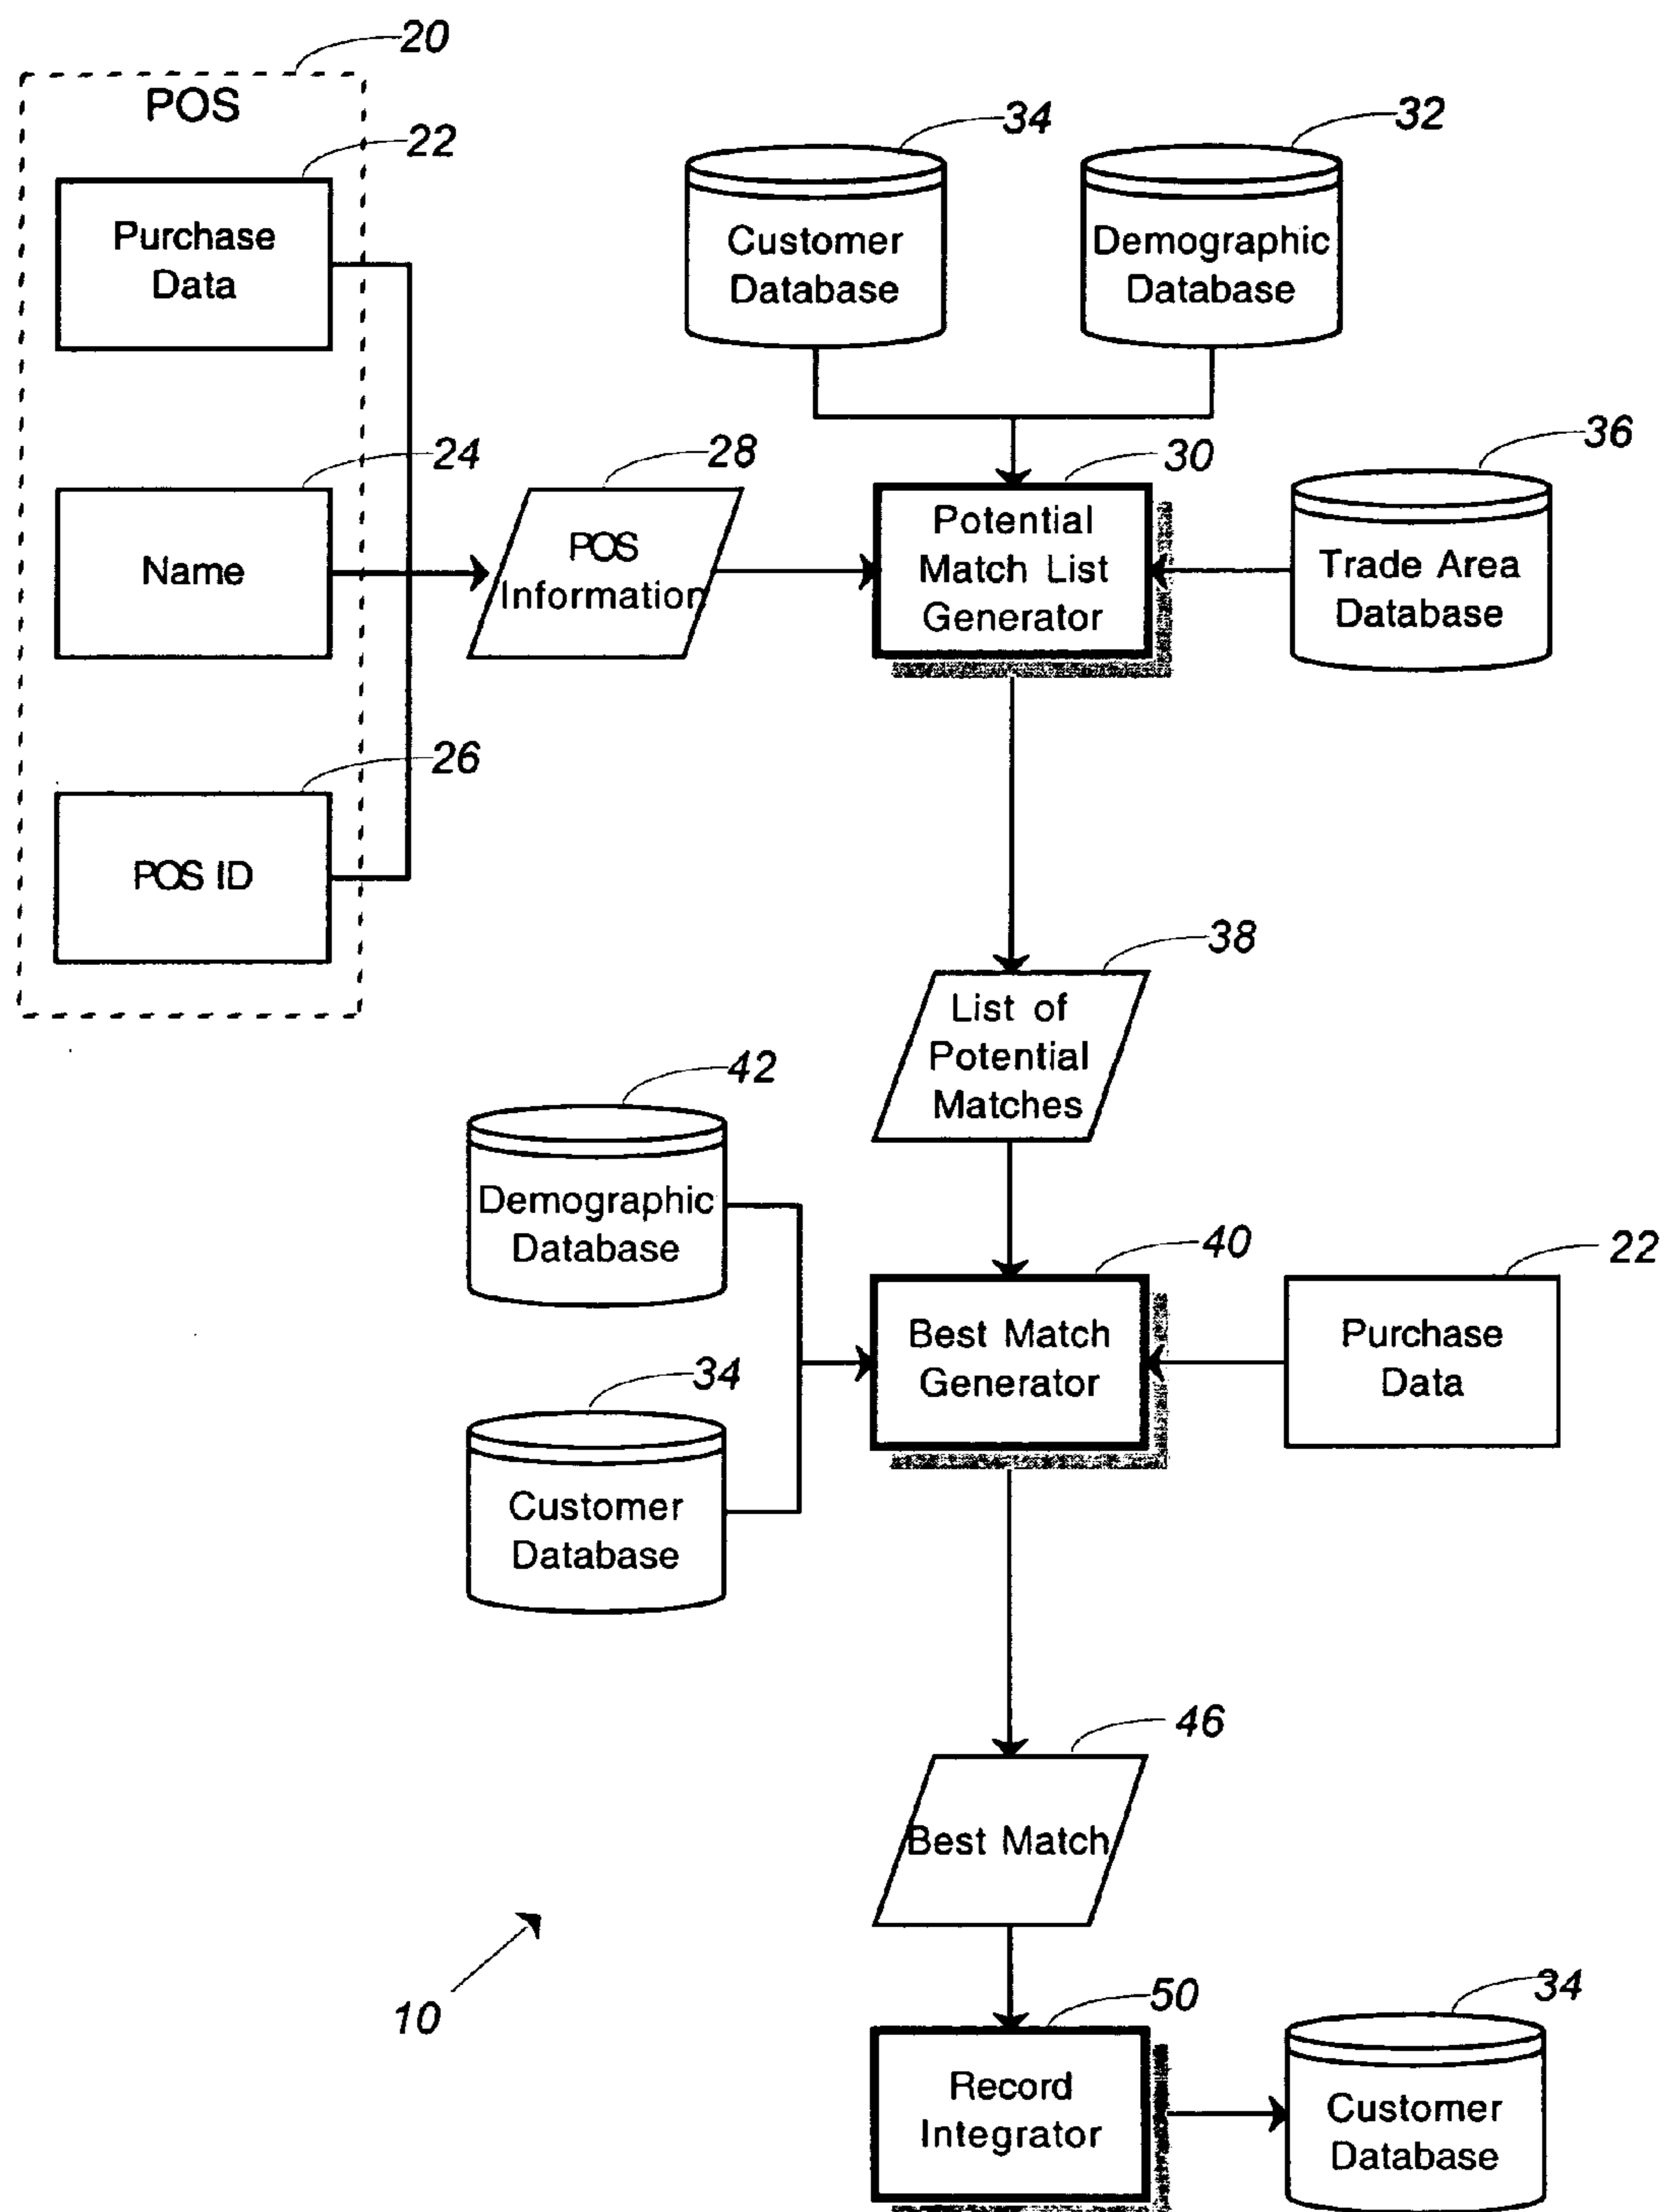 20
POS
22
Purchase
Data
34
32
Customer
Database
Demographic
Database
24
Name
28
POS
Information
30
Potential
Match List
Generator
36
Trade Area
Database
26
POS ID
38
List of
Potential
Matches
42
Demographic
Database
40
Best Match
Generator
22
Purchase
Data
34
Customer
Database
46
Best Match
10
50
Record
Integrator
34
Customer
Database